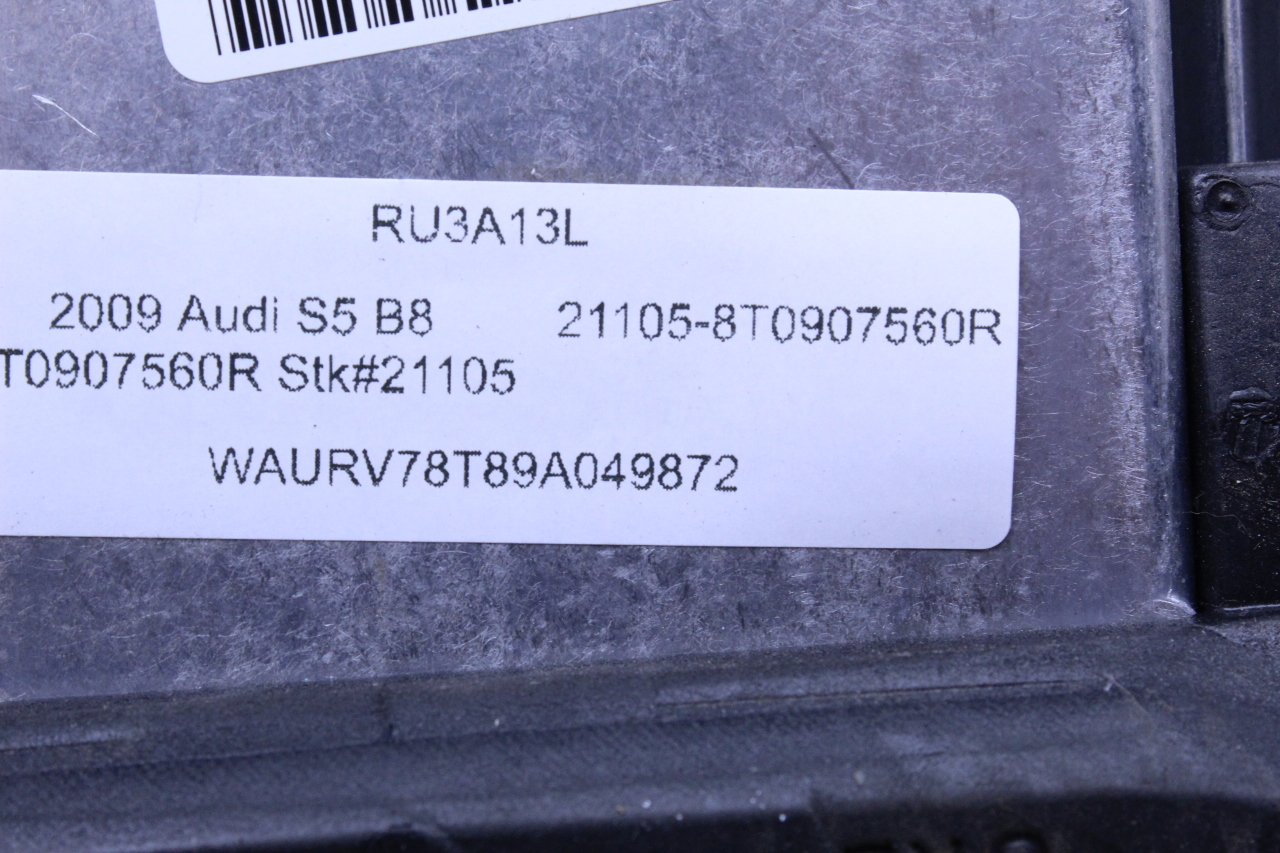 RU3A13L
2009 Audi S5 B8 21105-8T0907560R
T0907560R Stk#21105
WAURV78T89A049872